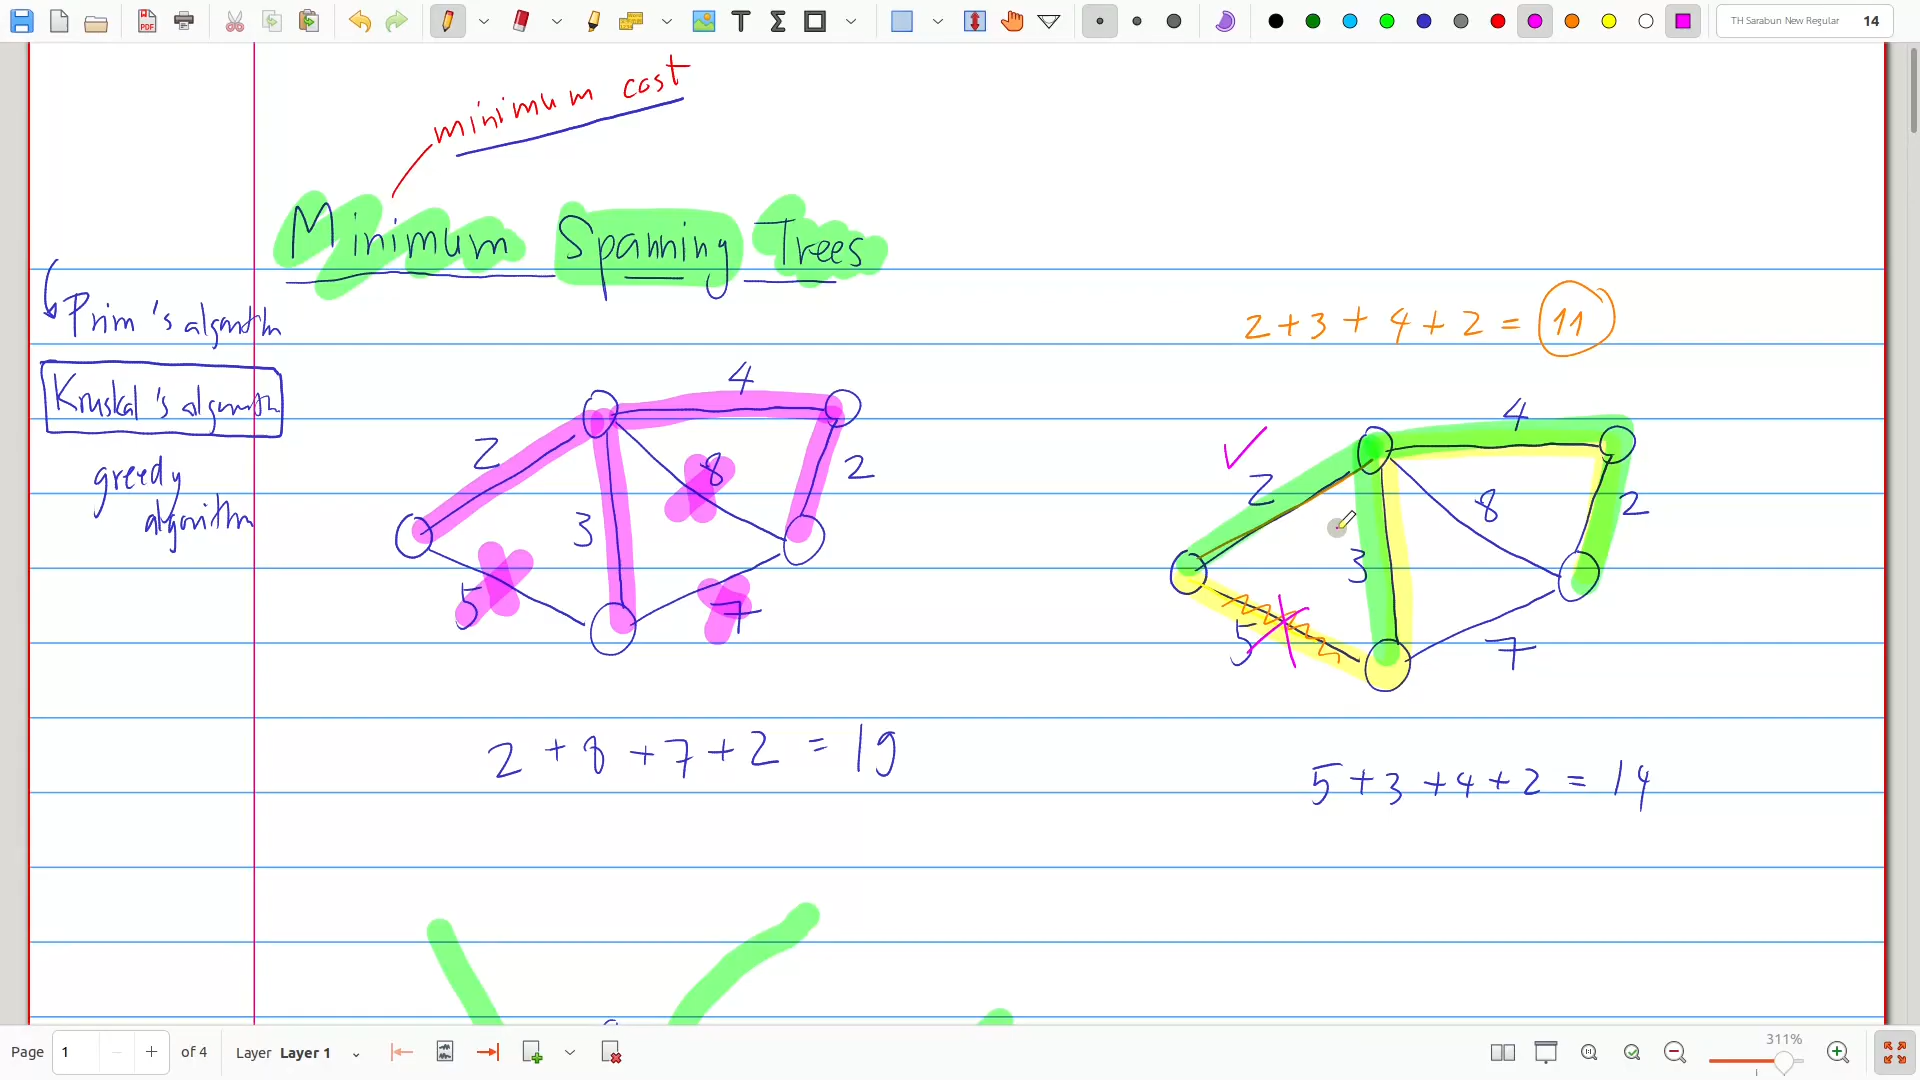 TH Sarabun New Regular 14
minimum cost
Minimum Spanning Trees
Prim's algorithm
Kruskal's algorithm
greedy
algorithm
2 + 3 + 4 + 2 = 11
4
2
8
2
3
5
7
4
2
8
2
3
5
7
2 + 8 + 7 + 2 = 19
5 + 3 + 4 + 2 = 14
Page 1 of 4 Layer Layer 1 311%